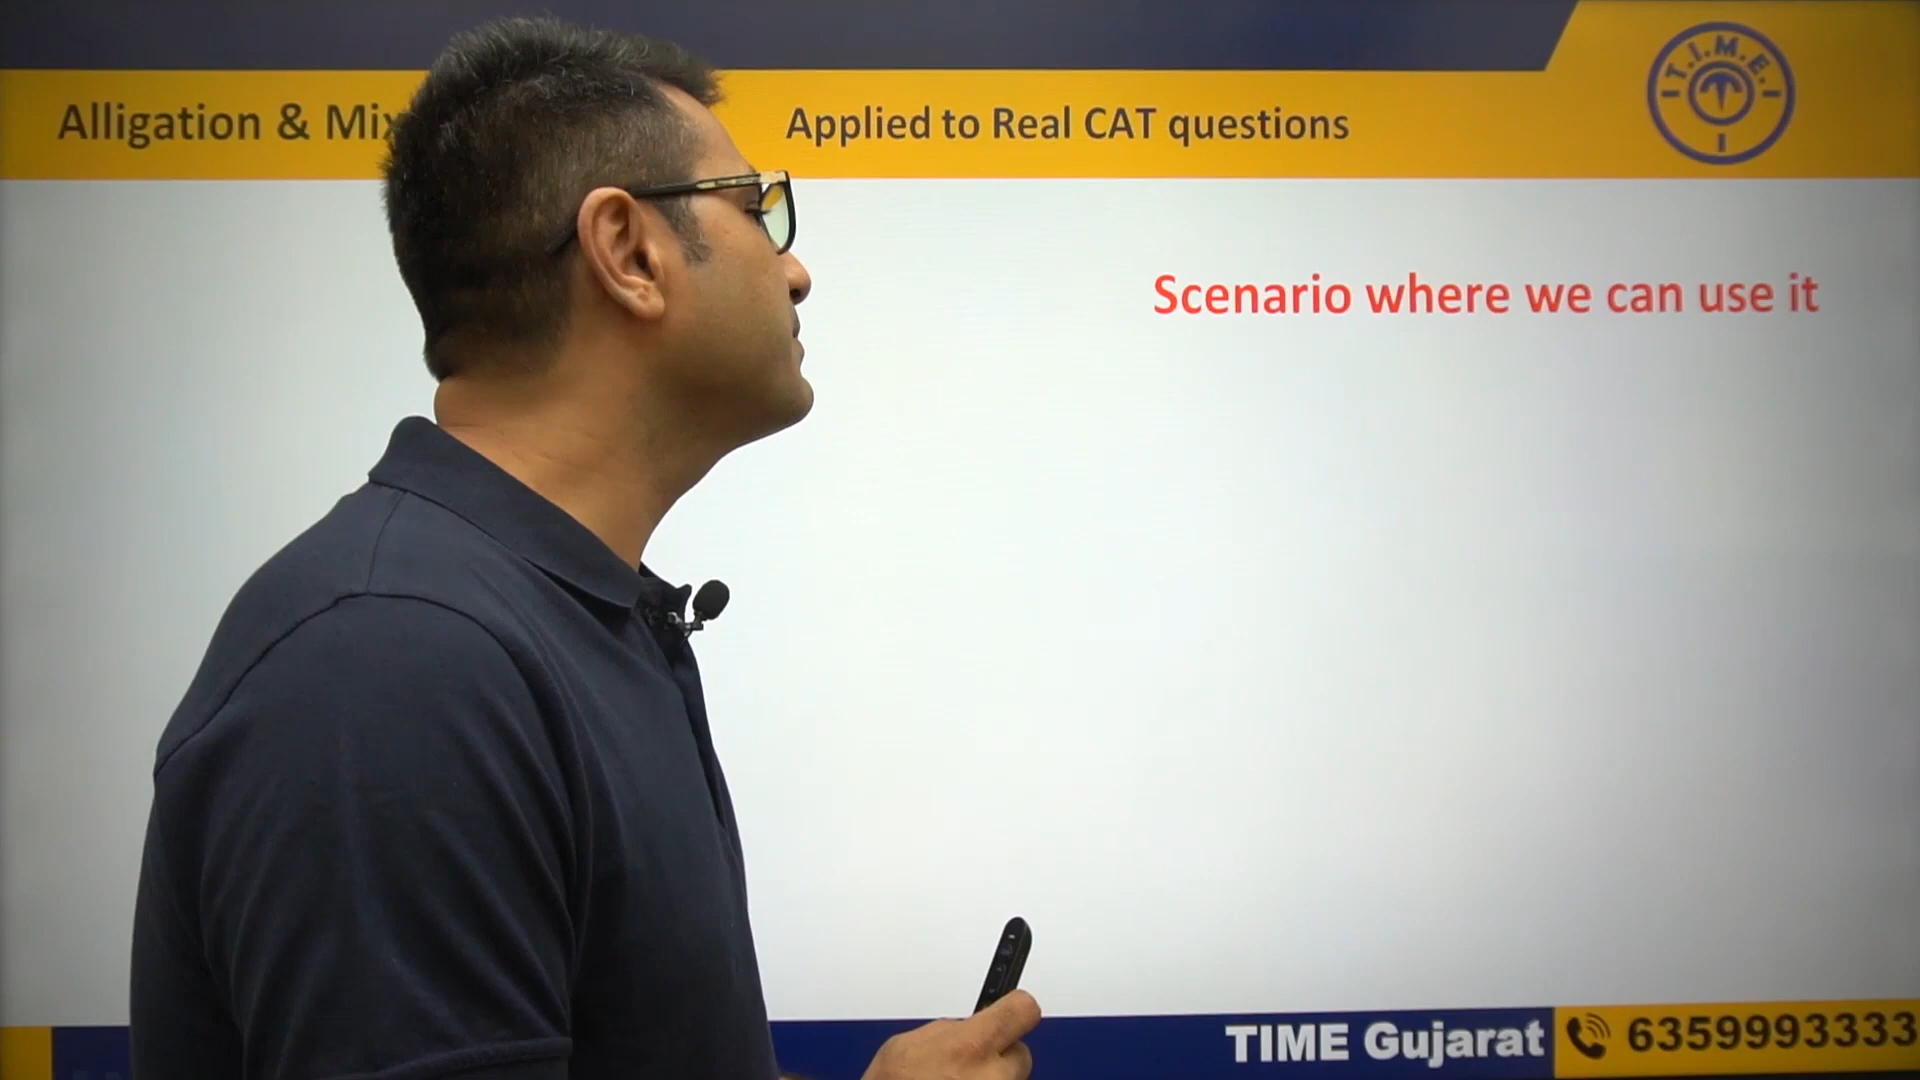 T.I.M.E.
Alligation & Mix
Applied to Real CAT questions
Scenario where we can use it
TIME Gujarat
6359993333